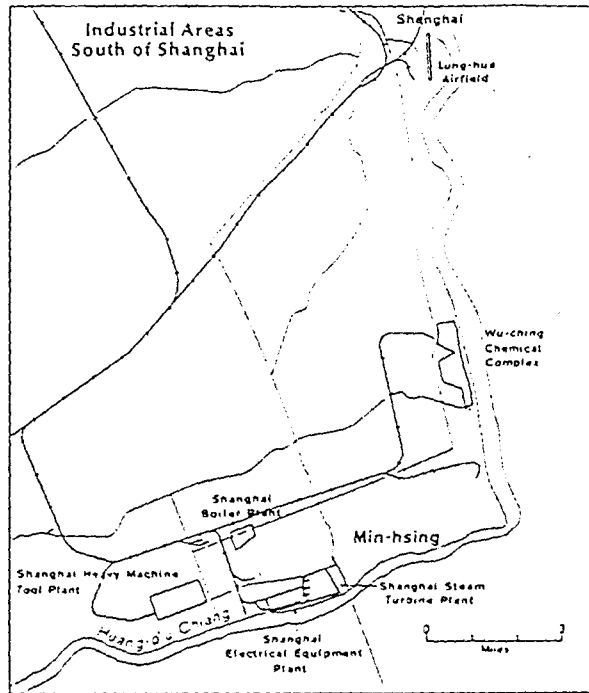 Industrial Areas
South of Shanghai
Shanghai
Lung-hua
Airfield
Wu-ching
Chemical
Complex
Shanghai
Boiler Plant
Min-hsing
Shanghai Heavy Machine
Tool Plant
Shanghai Steam
Turbine Plant
Huang-p'u Chiang
Shanghai
Electrical Equipment
Plant
0
3
Miles